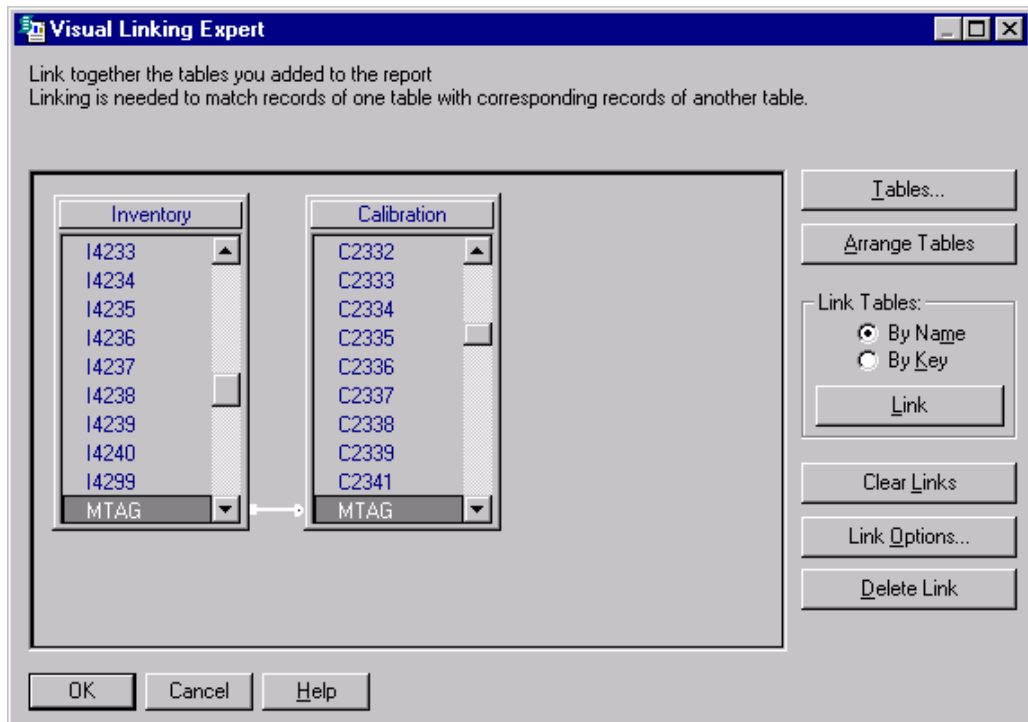 Visual Linking Expert
Link together the tables you added to the report
Linking is needed to match records of one table with corresponding records of another table.
Inventory
I4233
I4234
I4235
I4236
I4237
I4238
I4239
I4240
I4299
MTAG
Calibration
C2332
C2333
C2334
C2335
C2336
C2337
C2338
C2339
C2341
MTAG
Tables...
Arrange Tables
Link Tables:
By Name
By Key
Link
Clear Links
Link Options...
Delete Link
OK
Cancel
Help